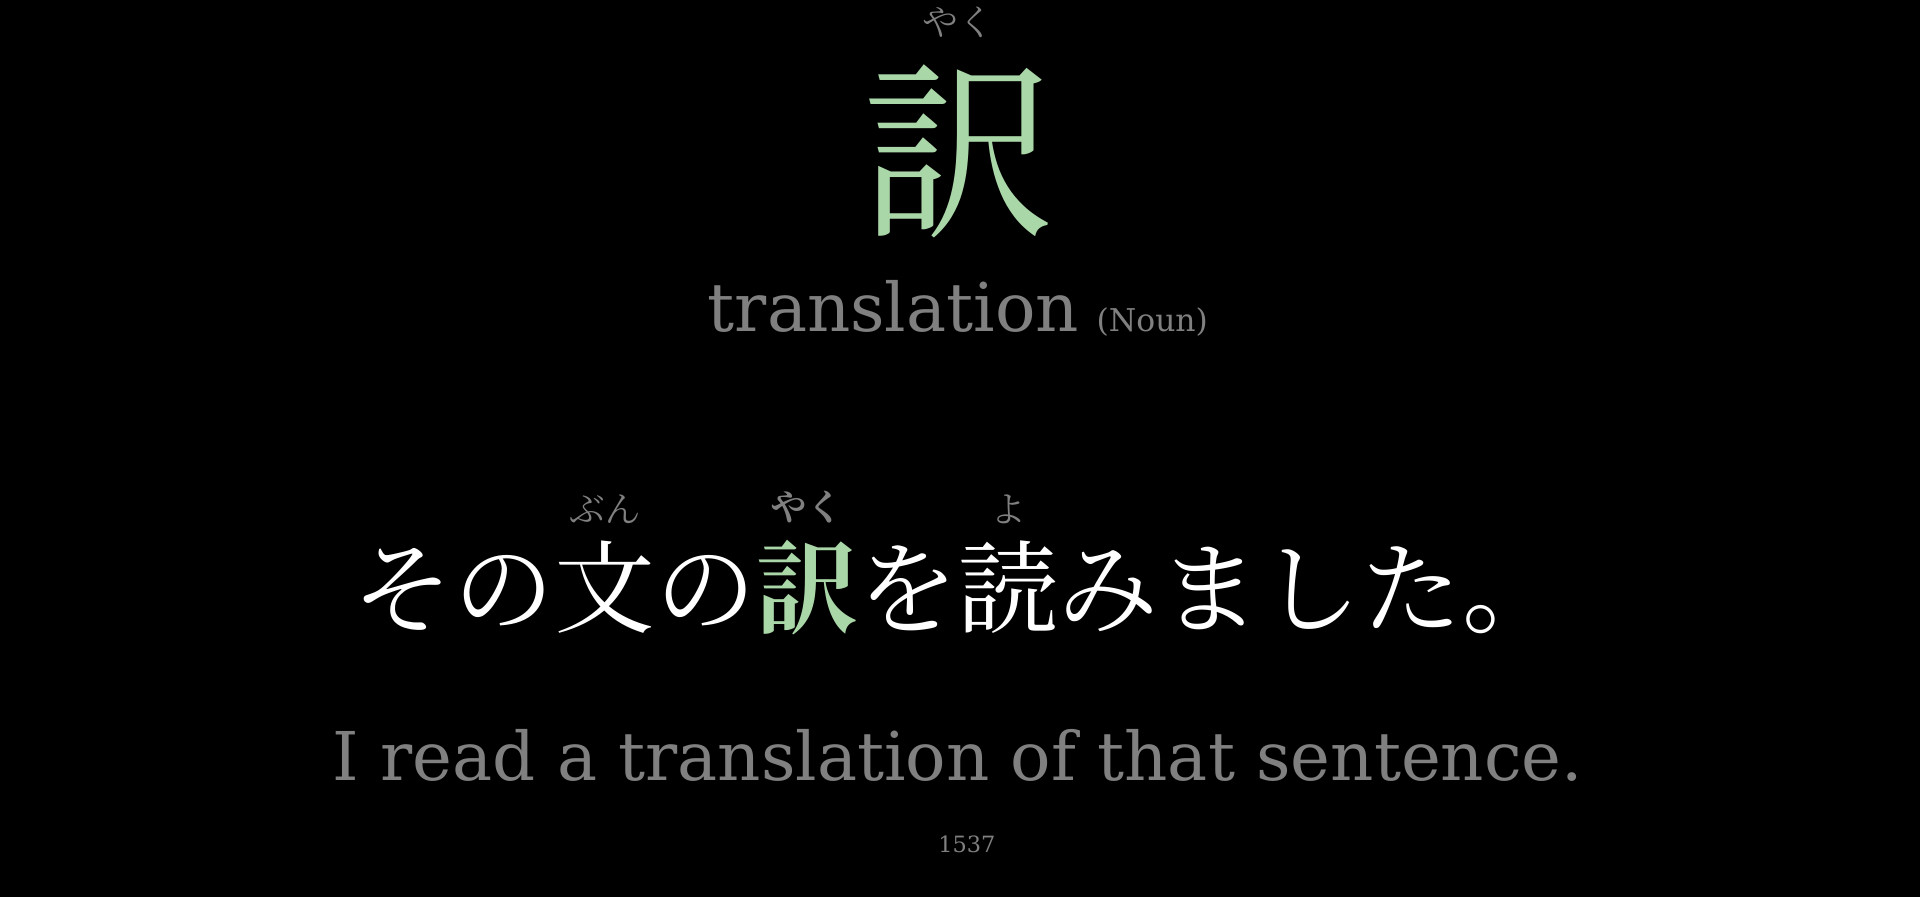 やく
訳
translation (Noun)
ぶん やく よ
その文の訳を読みました。
I read a translation of that sentence.
1537